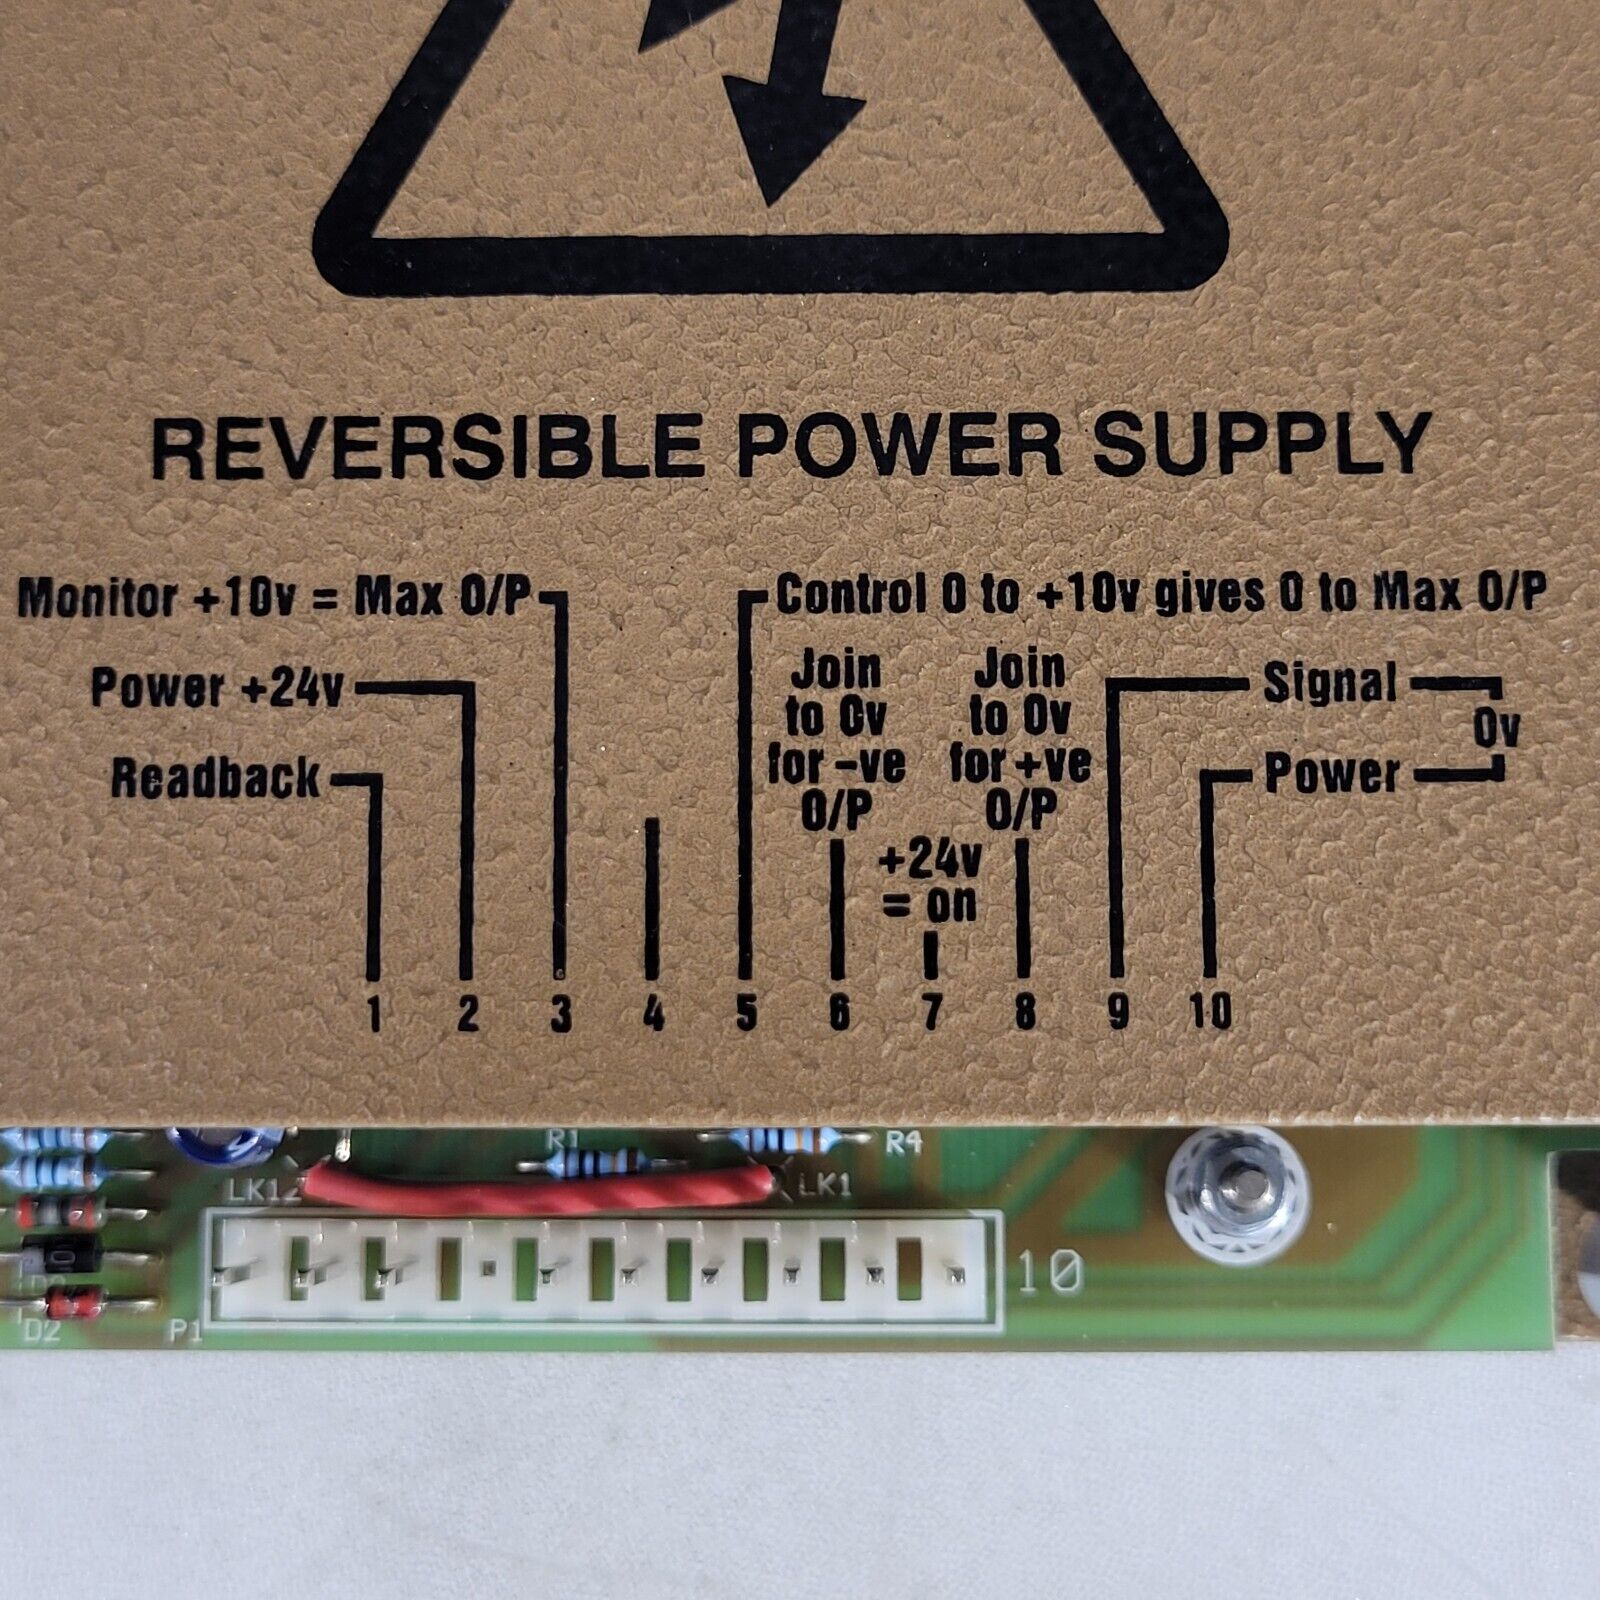 REVERSIBLE POWER SUPPLY
Monitor +10v = Max O/P
Control 0 to +10v gives 0 to Max O/P
Power +24v
Readback
Join
to 0v
for -ve
O/P
+24v
= on
Join
to 0v
for +ve
O/P
Signal
0v
Power
1 2 3 4 5 6 7 8 9 10
R1
R4
LK12
LK1
10
D2
P1